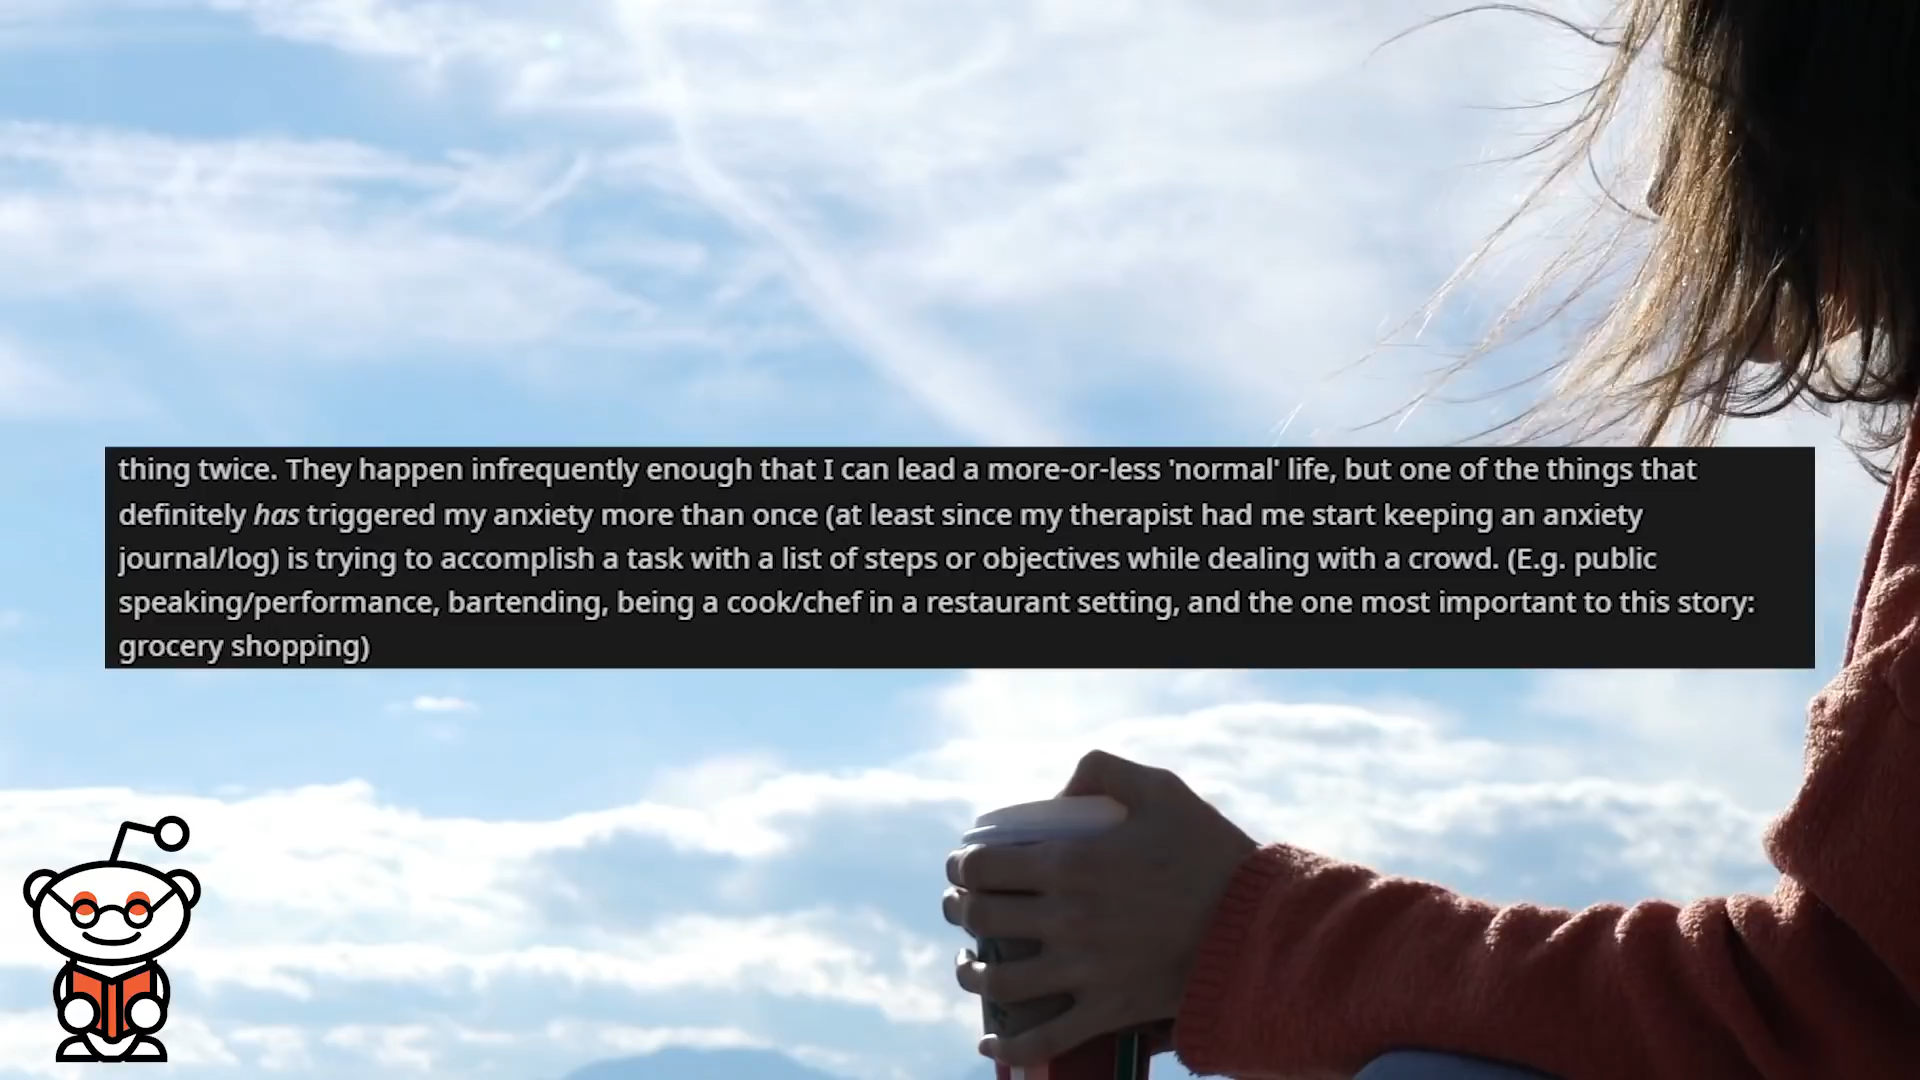 thing twice. They happen infrequently enough that I can lead a more-or-less 'normal' life, but one of the things that
definitely has triggered my anxiety more than once (at least since my therapist had me start keeping an anxiety
journal/log) is trying to accomplish a task with a list of steps or objectives while dealing with a crowd. (E.g. public
speaking/performance, bartending, being a cook/chef in a restaurant setting, and the one most important to this story:
grocery shopping)